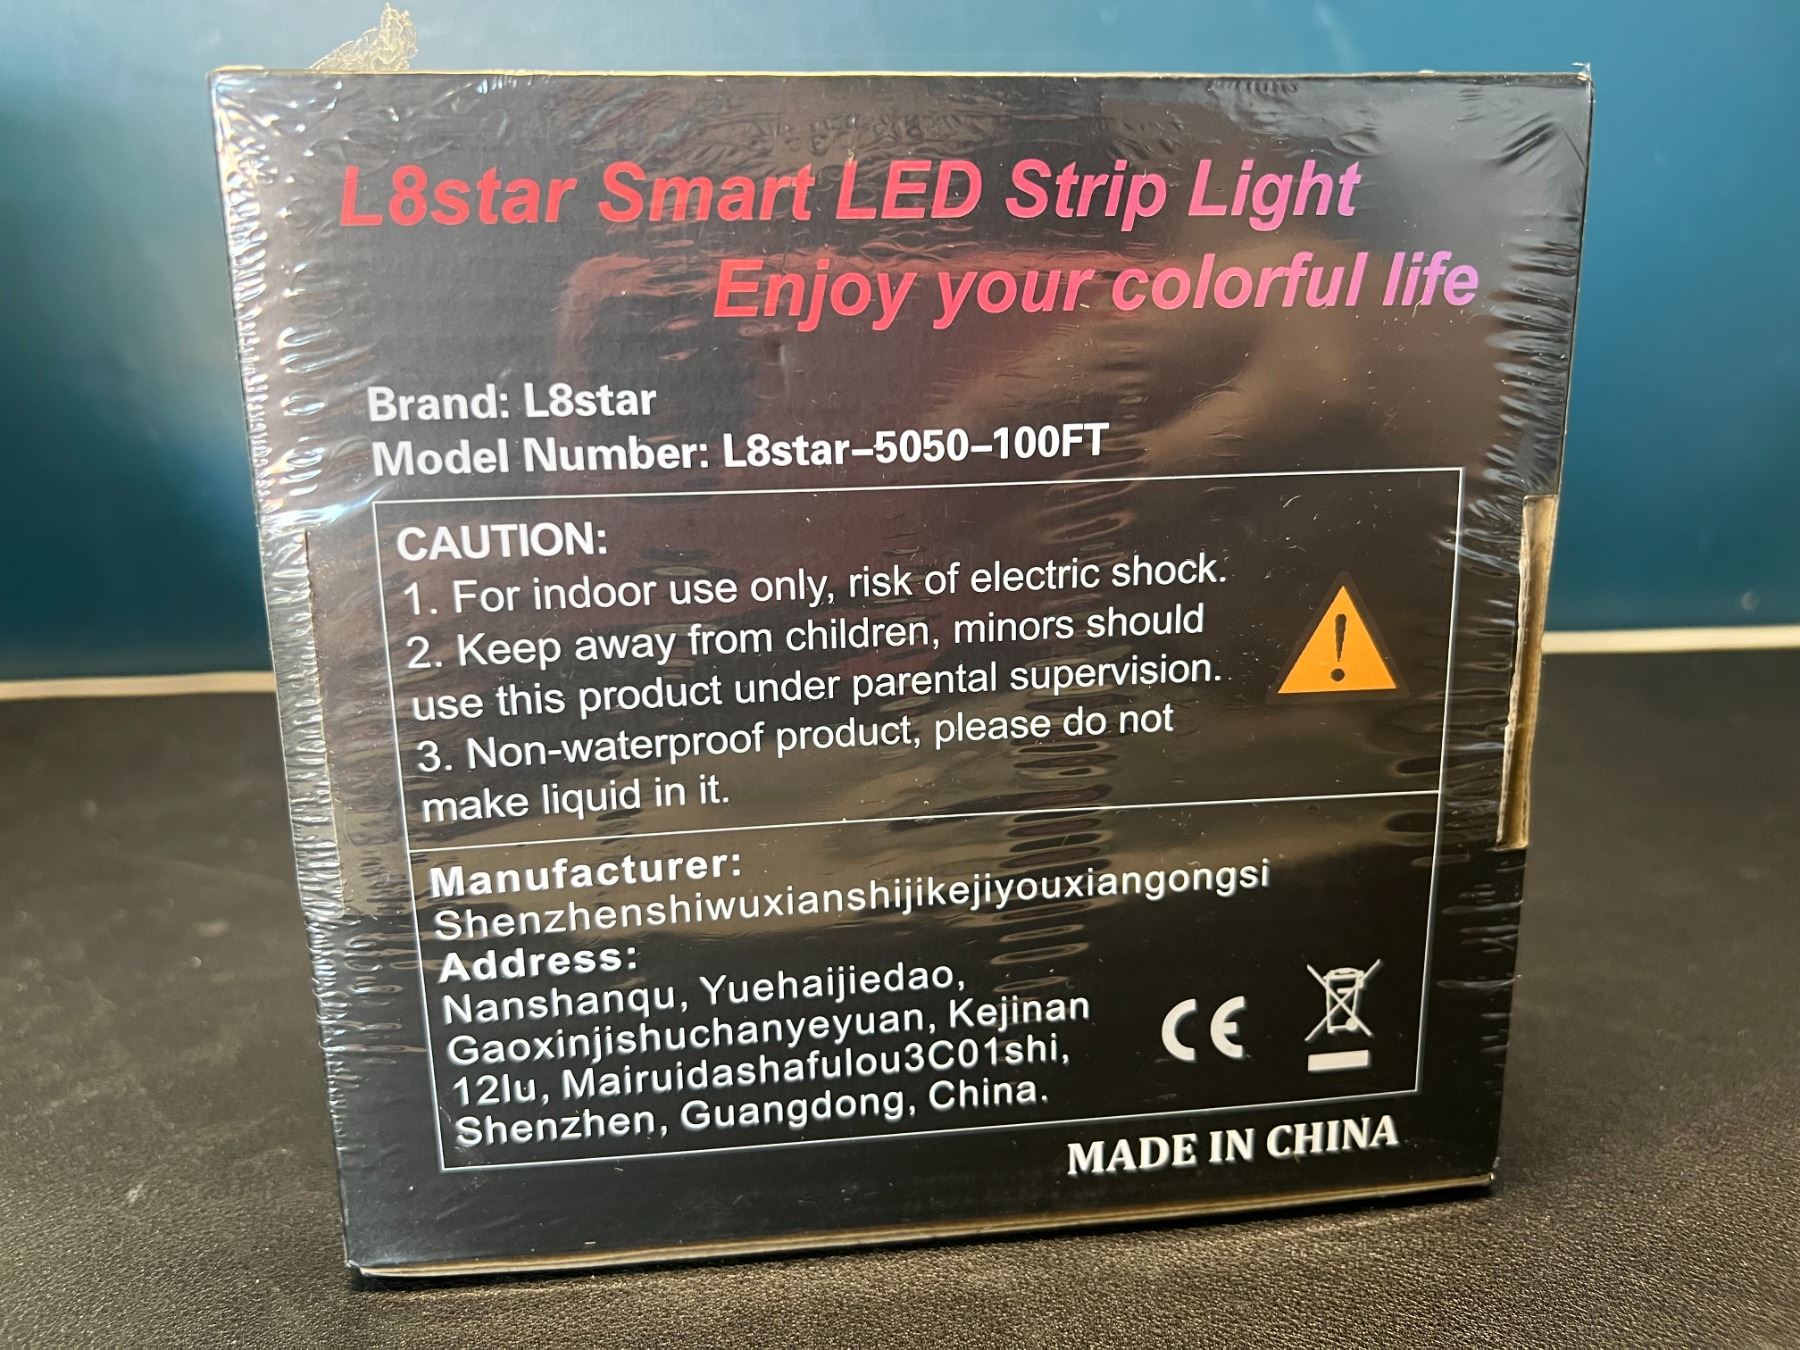 L8star Smart LED Strip Light
Enjoy your colorful life
Brand: L8star
Model Number: L8star–5050–100FT
CAUTION:
1. For indoor use only, risk of electric shock.
2. Keep away from children, minors should
use this product under parental supervision.
3. Non-waterproof product, please do not
make liquid in it.
!
Manufacturer:
Shenzhenshiwuxianshijikejiyouxiangongsi
Address:
Nanshanqu, Yuehaijiedao,
Gaoxinjishuchanyeyuan, Kejinan
12lu, Mairuidashafulou3C01shi,
Shenzhen, Guangdong, China.
CE
MADE IN CHINA